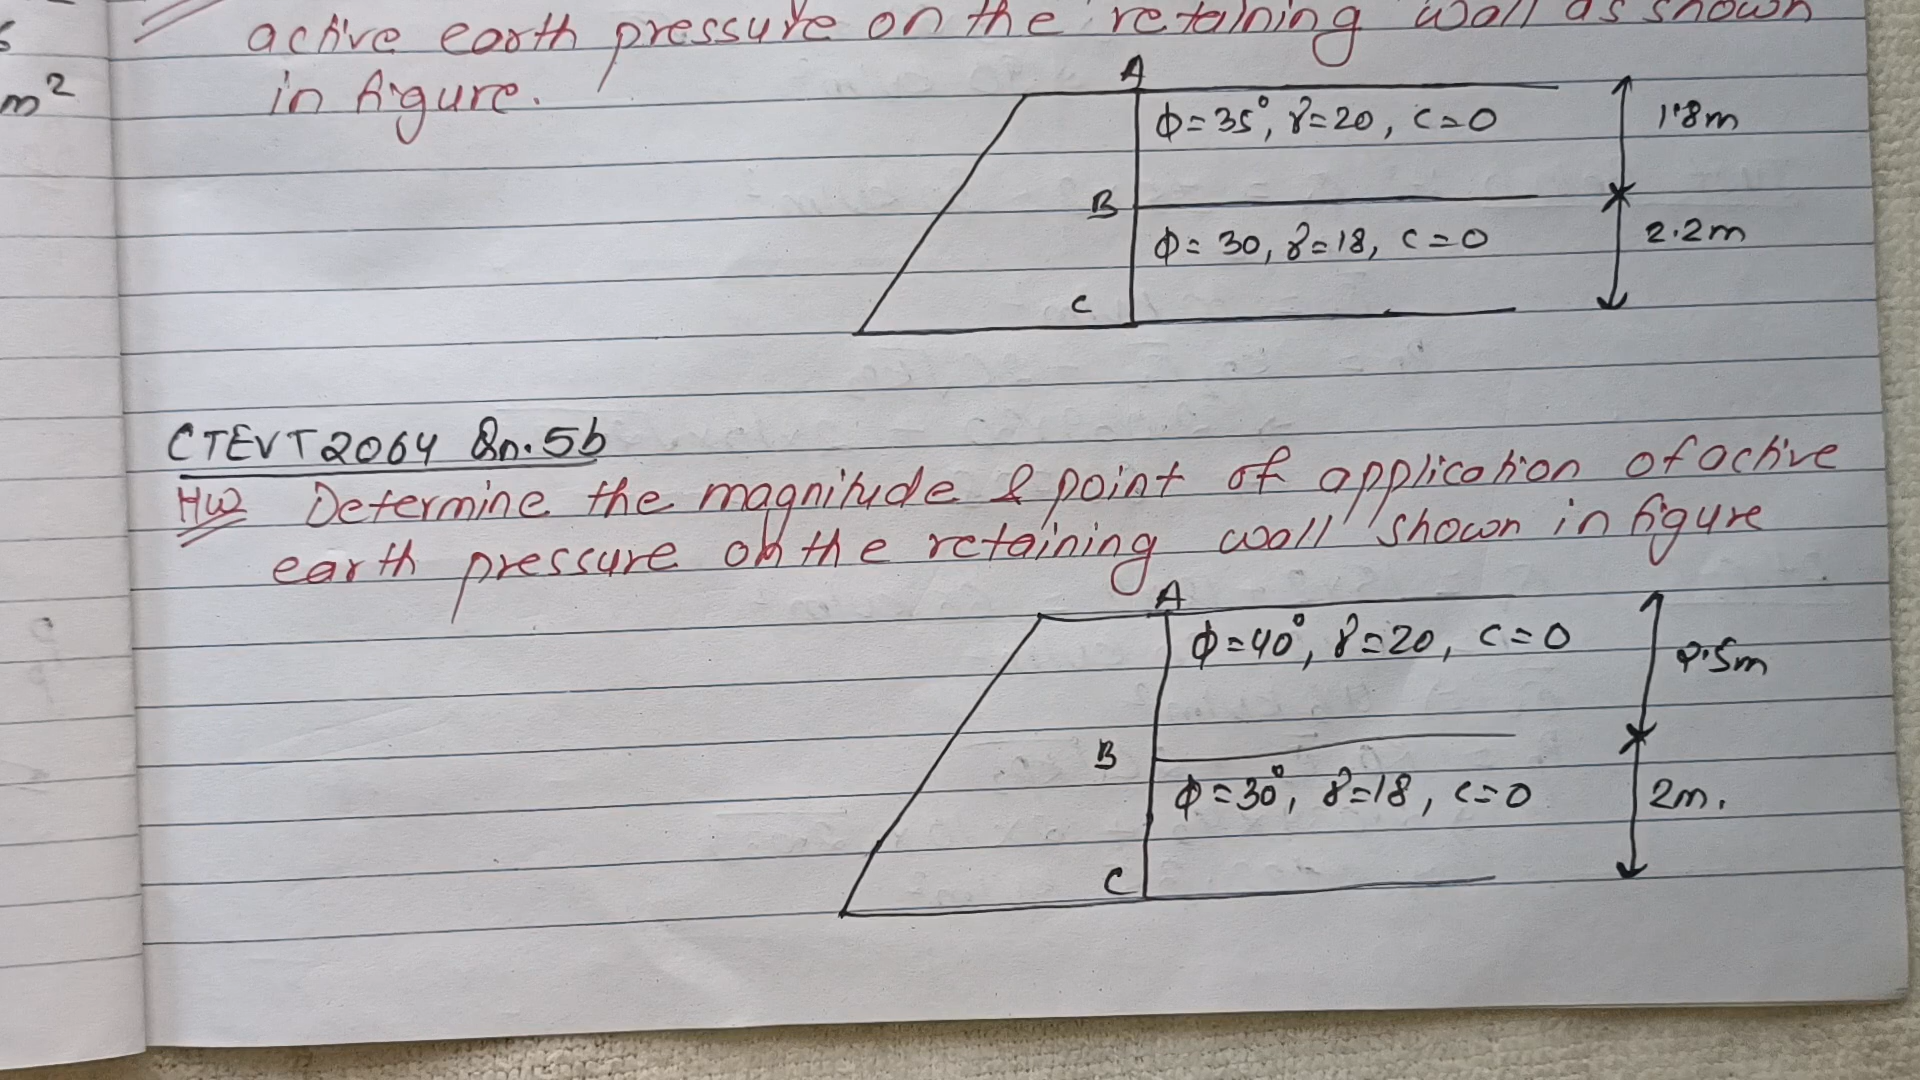 m²
active earth pressure on the retaining wall as shown
in figure.
A
ϕ=35°, γ=20, c=0
1.8m
B
ϕ= 30, γ=18, c=0
2.2m
C
CTEVT 2064 Qn.5b
HW Determine the magnitude & point of application of active
earth pressure on the retaining wall shown in figure
A
ϕ=40°, γ=20, c=0
B
ϕ=30°, γ=18, c=0
2m.
C